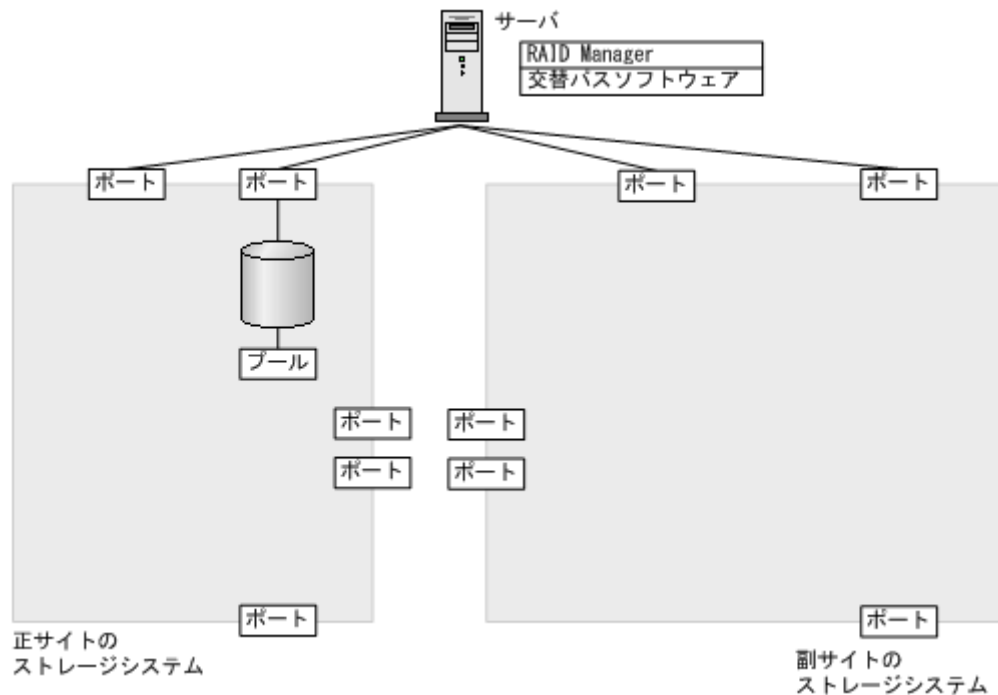 サーバ
RAID Manager
交替パスソフトウェア
ポート
ポート
ポート
ポート
プール
ポート
ポート
ポート
ポート
ポート
ポート
正サイトの
ストレージシステム
副サイトの
ストレージシステム